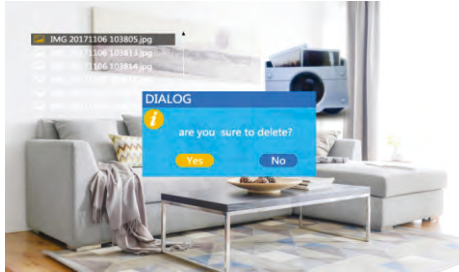 IMG 20171106 103805.jpg
IMG 20171106 103813.jpg
IMG 20171106 103814.jpg
DIALOG
are you sure to delete?
Yes
No